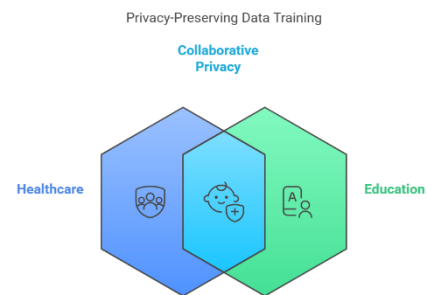 Privacy-Preserving Data Training
Collaborative
Privacy
Healthcare
A
Education